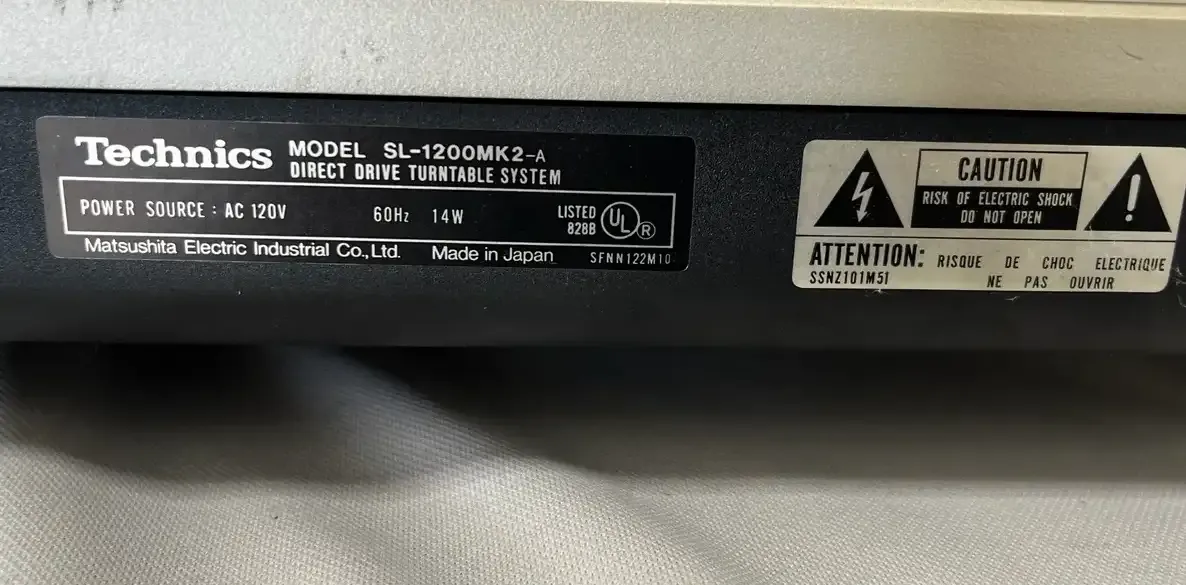 Technics MODEL SL-1200MK2-A
DIRECT DRIVE TURNTABLE SYSTEM
POWER SOURCE : AC 120V 60Hz 14W LISTED
828B UL ®
Matsushita Electric Industrial Co., Ltd. Made in Japan SFNN122M10
CAUTION
RISK OF ELECTRIC SHOCK
DO NOT OPEN
ATTENTION: RISQUE DE CHOC ELECTRIQUE
SSNZ101M51 NE PAS OUVRIR